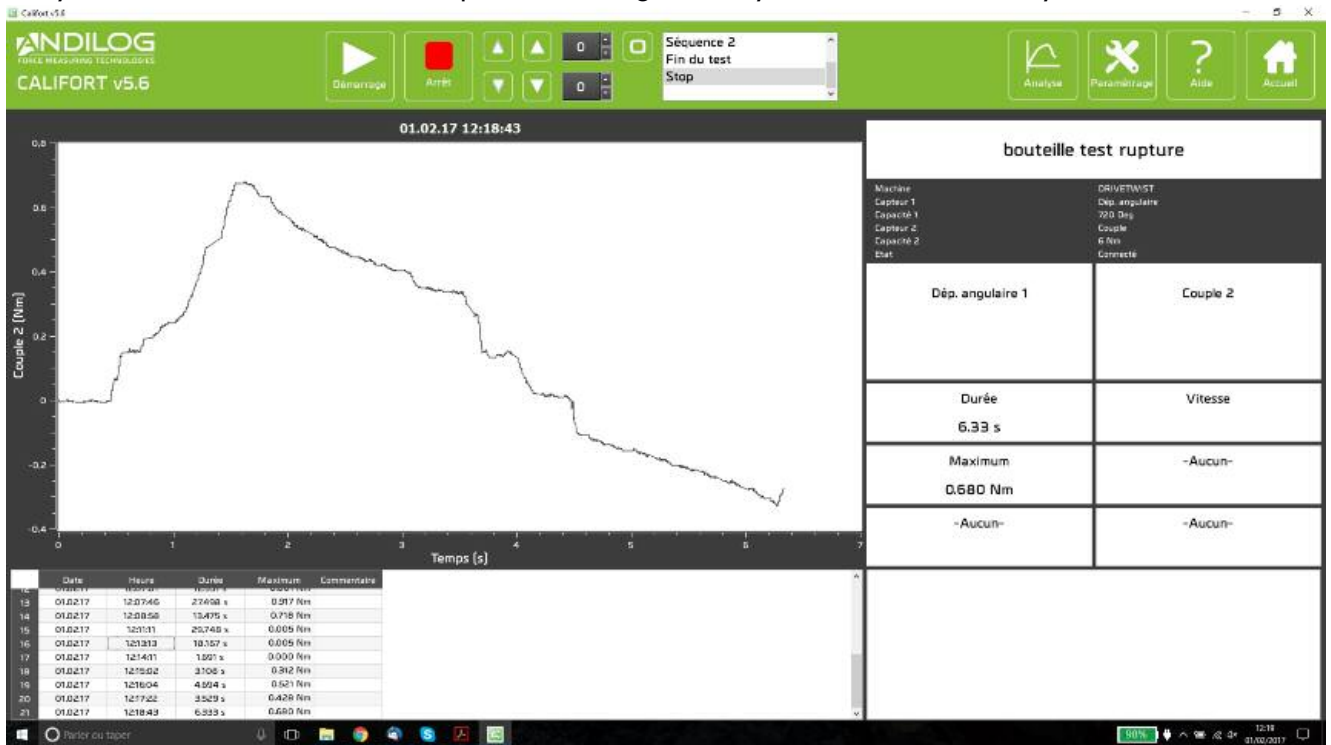 Califort v5.6
ANDILOG
FORCE MEASURING TECHNOLOGIES
CALIFORT v5.6
Démarrage
Arrêt
0
0
Séquence 2
Fin du test
Stop
Analyse
Paramétrage
Aide
Accueil
01.02.17 12:18:43
0,8
0,6
0,4
0,2
0
-0,2
-0,4
Couple 2 [Nm]
0 1 2 3 4 5 6 7
Temps [s]
bouteille test rupture
Machine DRIVETWIST
Capteur 1 Dép. angulaire
Capacité 1 720 Deg
Capteur 2 Couple
Capacité 2 6 Nm
Etat Connecté
Dép. angulaire 1 Couple 2
Durée Vitesse
6.33 s
Maximum -Aucun-
0.680 Nm
-Aucun- -Aucun-
Date Heure Durée Maximum Commentaire
13 01.02.17 12:07:46 27.498 s 0.917 Nm
14 01.02.17 12:08:58 13.475 s 0.718 Nm
15 01.02.17 12:11:11 29.748 s 0.005 Nm
16 01.02.17 12:13:13 18.167 s 0.005 Nm
17 01.02.17 12:14:11 1.691 s 0.000 Nm
18 01.02.17 12:15:02 3.108 s 0.312 Nm
19 01.02.17 12:16:04 4.694 s 0.521 Nm
20 01.02.17 12:17:22 3.529 s 0.428 Nm
21 01.02.17 12:18:43 6.333 s 0.680 Nm
Parler ou taper
90%
12:19
01/02/2017